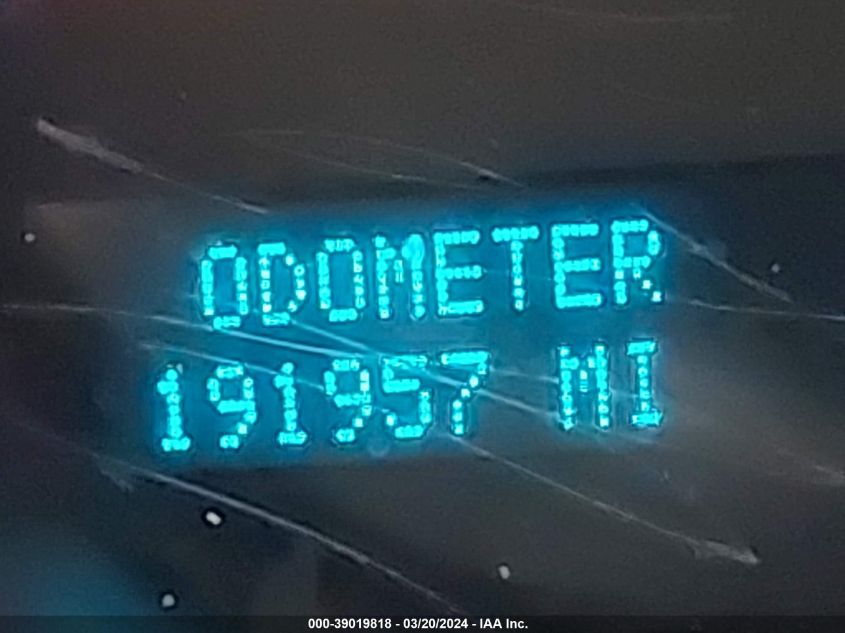 ODOMETER
191957 MI
000-39019818 - 03/20/2024 - IAA Inc.